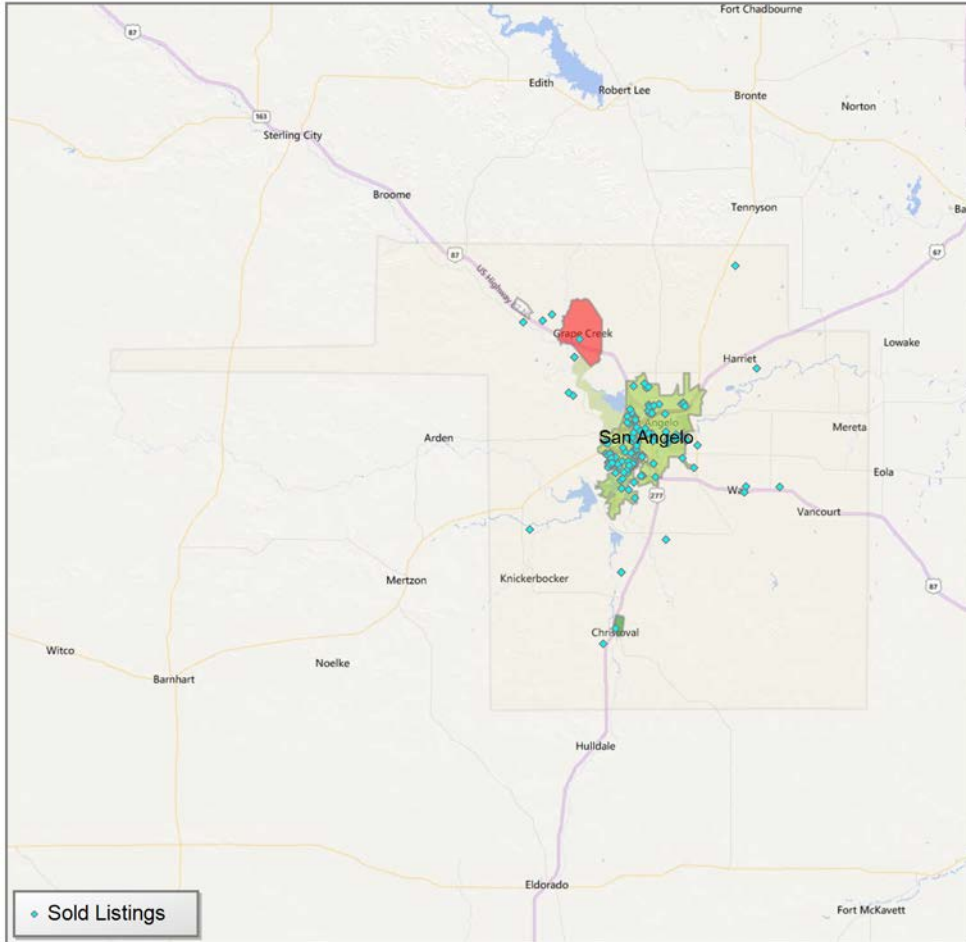 Fort Chadbourne
87
Edith
Robert Lee
Bronte
Norton
163
Sterling City
Broome
Tennyson
87
67
US Highway
Grape Creek
Harriet
Lowake
Angelo
San Angelo
Mereta
Arden
Eola
277
Vancourt
Knickerbocker
Mertzon
87
Christoval
Witco
Noelke
Barnhart
Hulldale
Eldorado
Sold Listings
Fort McKavett